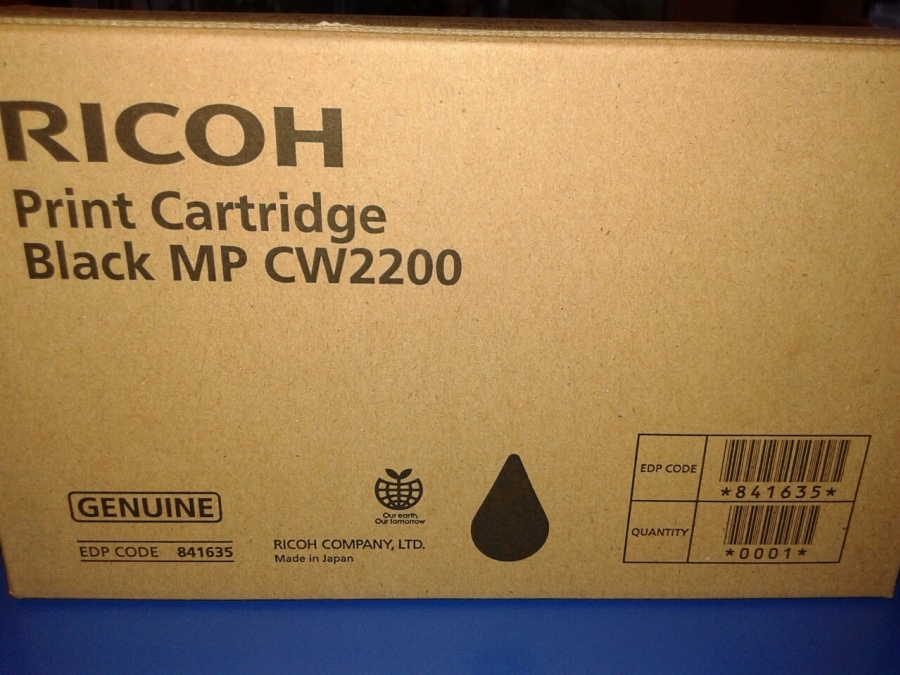 RICOH
Print Cartridge
Black MP CW2200
GENUINE
EDP CODE 841635
Our earth,
Our tomorrow
RICOH COMPANY, LTD.
Made in Japan
EDP CODE
*841635*
QUANTITY
*0001*